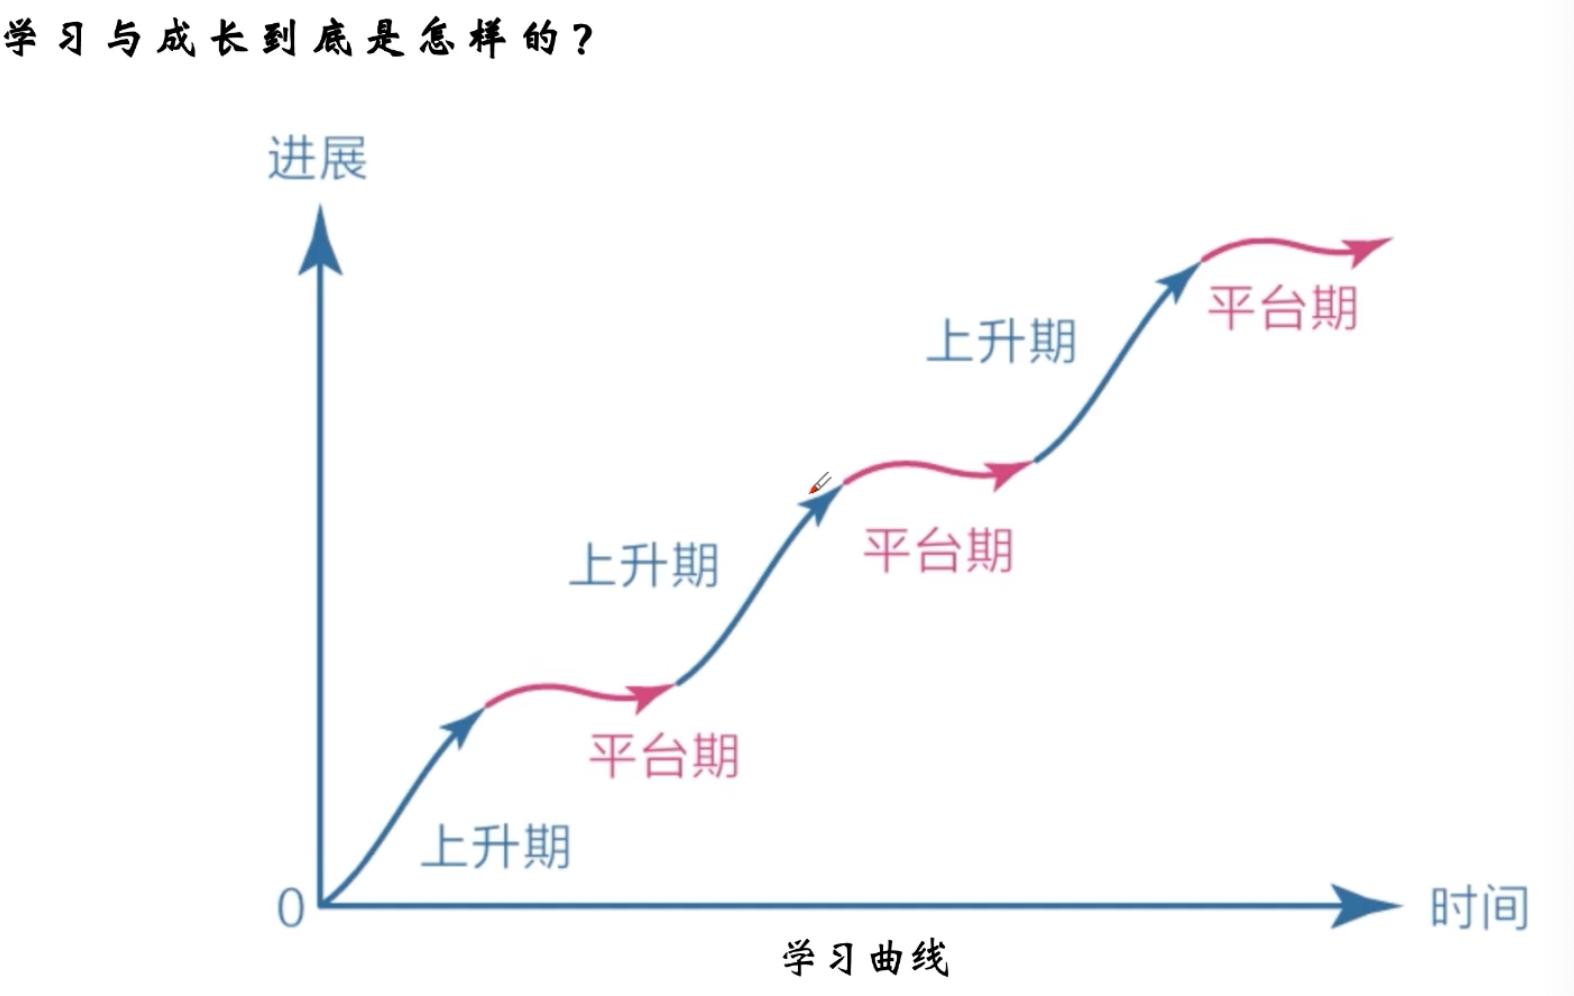 学习与成长到底是怎样的?
进展
平台期
上升期
平台期
上升期
平台期
上升期
0
时间
学习曲线